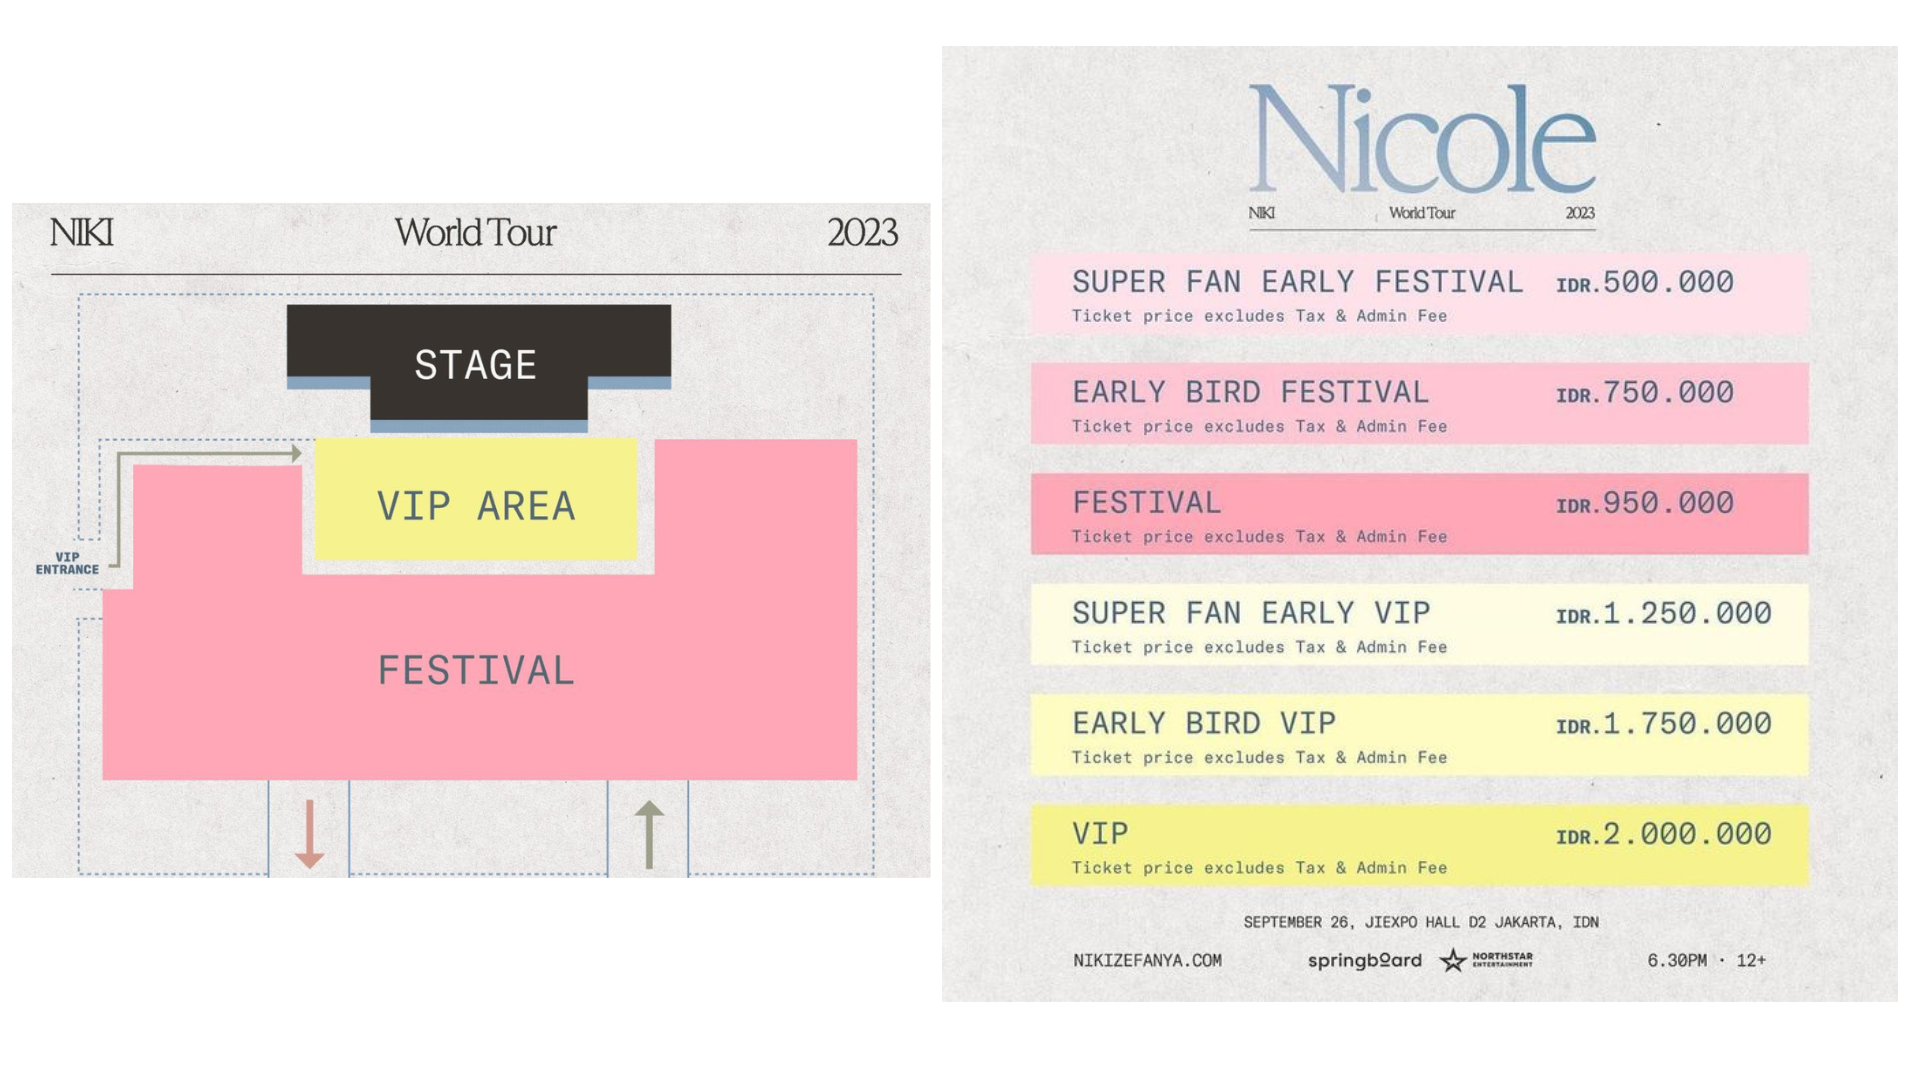 NIKI World Tour 2023
STAGE
VIP AREA
VIP
ENTRANCE
FESTIVAL
Nicole
NIKI World Tour 2023
SUPER FAN EARLY FESTIVAL IDR.500.000
Ticket price excludes Tax & Admin Fee
EARLY BIRD FESTIVAL IDR.750.000
Ticket price excludes Tax & Admin Fee
FESTIVAL IDR.950.000
Ticket price excludes Tax & Admin Fee
SUPER FAN EARLY VIP IDR.1.250.000
Ticket price excludes Tax & Admin Fee
EARLY BIRD VIP IDR.1.750.000
Ticket price excludes Tax & Admin Fee
VIP IDR.2.000.000
Ticket price excludes Tax & Admin Fee
SEPTEMBER 26, JIEXPO HALL D2 JAKARTA, IDN
NIKIZEFANYA.COM springboard NORTHSTAR ENTERTAINMENT 6.30PM · 12+